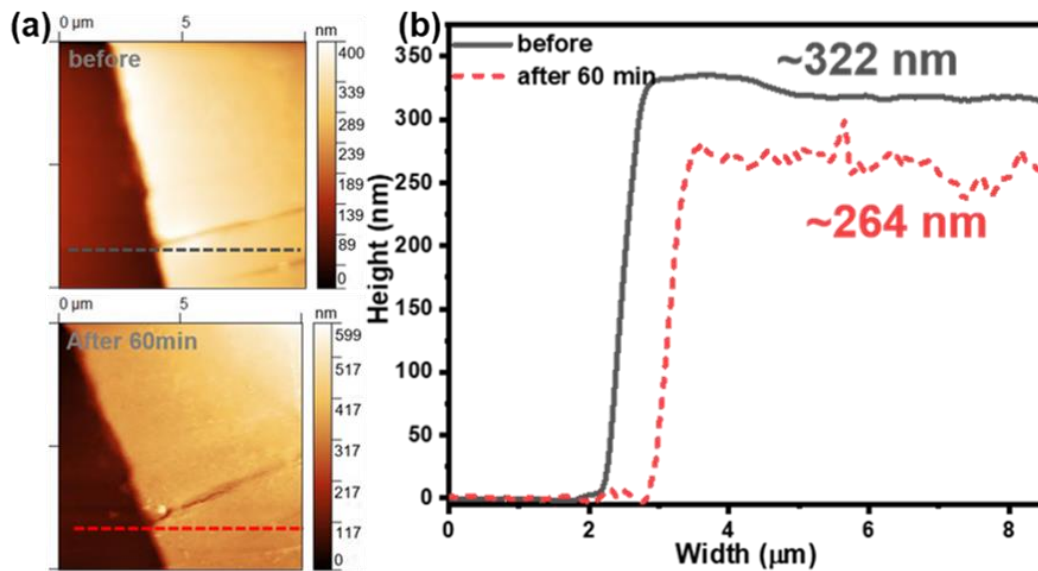 (a)
0 µm 5
nm
before
400
339
289
239
189
139
89
0
0 µm 5
nm
After 60min
599
517
417
317
217
117
0
(b)
before
after 60 min
~322 nm
~264 nm
Height (nm)
350
300
250
200
150
100
50
0
0 2 4 6 8
Width (µm)